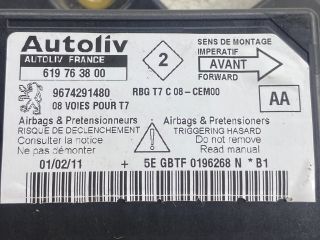 Autoliv
AUTOLIV FRANCE
619 76 38 00
2
SENS DE MONTAGE
IMPERATIF
AVANT
FORWARD
9674291480
08 VOIES POUR T7
RBG T7 C 08-CEM00
AA
Airbags & Pretensionneurs
RISQUE DE DECLENCHEMENT
Consulter la notice
Ne pas démonter
Airbags & Pretensioners
TRIGGERING HASARD
Do not remove
Read manual
01/02/11 + 5E GBTF 0196268 N * B1